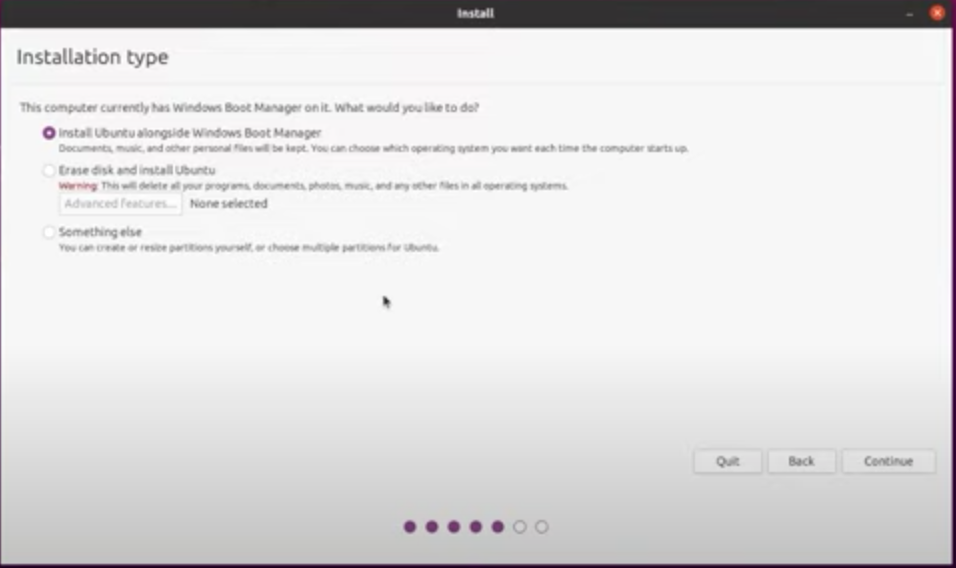 Install
Installation type
This computer currently has Windows Boot Manager on it. What would you like to do?
Install Ubuntu alongside Windows Boot Manager
Documents, music, and other personal files will be kept. You can choose which operating system you want each time the computer starts up.
Erase disk and install Ubuntu
Warning: This will delete all your programs, documents, photos, music, and any other files in all operating systems.
Advanced features... None selected
Something else
You can create or resize partitions yourself, or choose multiple partitions for Ubuntu.
Quit Back Continue